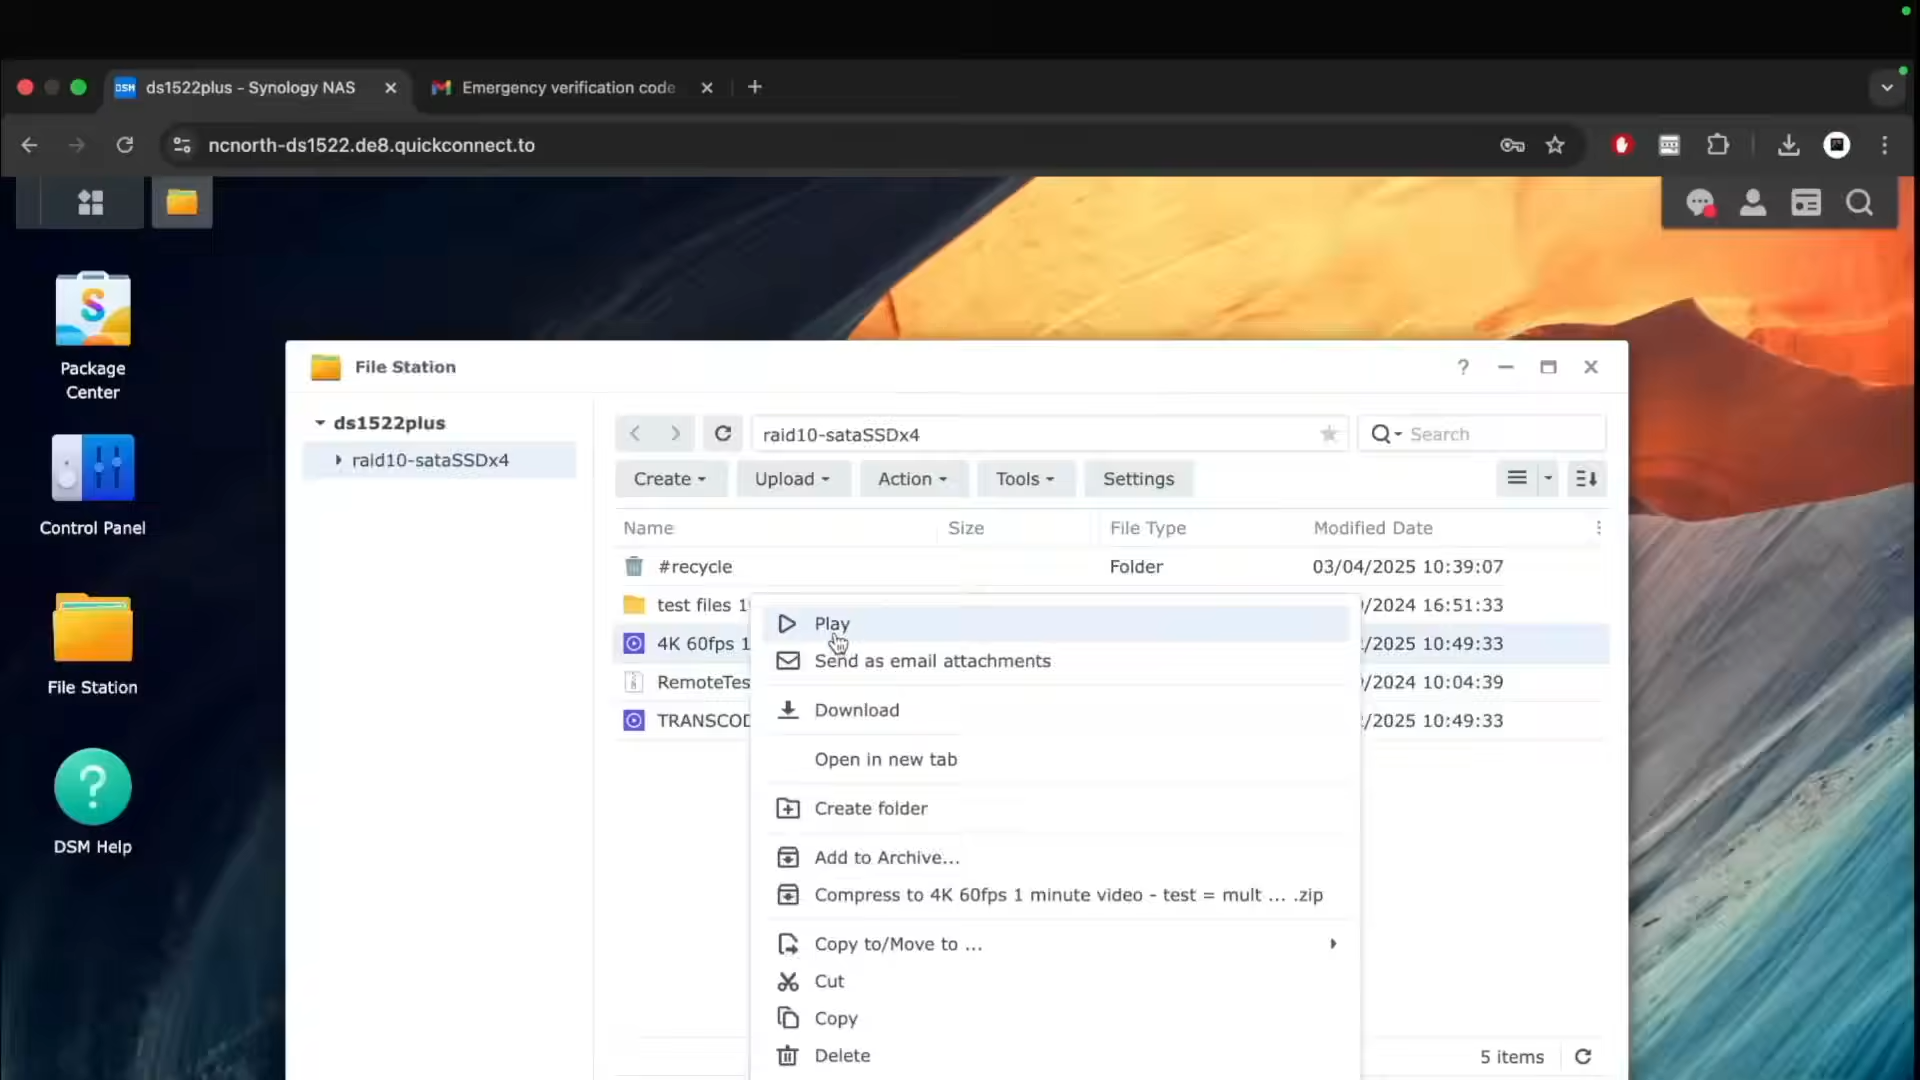 DSM ds1522plus - Synology NAS
Emergency verification code
ncnorth-ds1522.de8.quickconnect.to
Package
Center
Control Panel
File Station
DSM Help
File Station
ds1522plus
raid10-sataSSDx4
raid10-sataSSDx4
Search
Create
Upload
Action
Tools
Settings
Name Size File Type Modified Date
#recycle Folder 03/04/2025 10:39:07
test files 1 /2024 16:51:33
4K 60fps 1 /2025 10:49:33
RemoteTes /2024 10:04:39
TRANSCOD /2025 10:49:33
Play
Send as email attachments
Download
Open in new tab
Create folder
Add to Archive...
Compress to 4K 60fps 1 minute video - test = mult ... .zip
Copy to/Move to ...
Cut
Copy
Delete
5 items